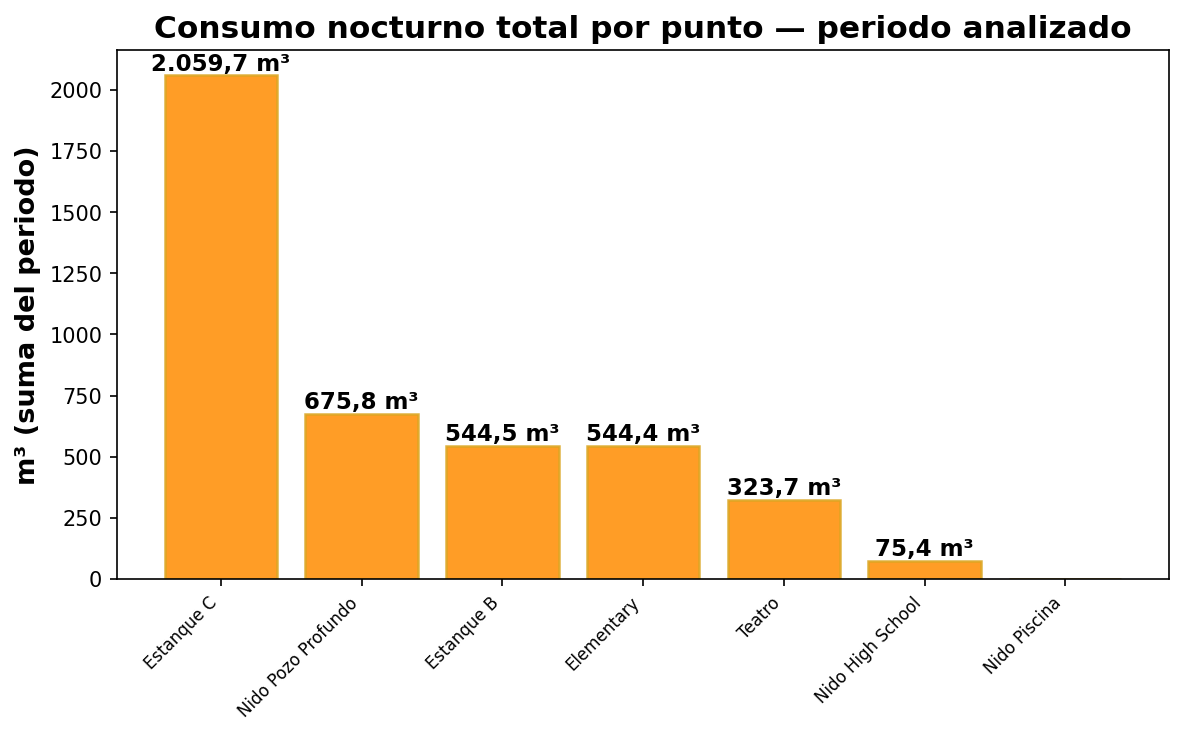 Consumo nocturno total por punto — periodo analizado
m³ (suma del periodo)
2000
1750
1500
1250
1000
750
500
250
0
2.059,7 m³
675,8 m³
544,5 m³
544,4 m³
323,7 m³
75,4 m³
Estanque C
Nido Pozo Profundo
Estanque B
Elementary
Teatro
Nido High School
Nido Piscina